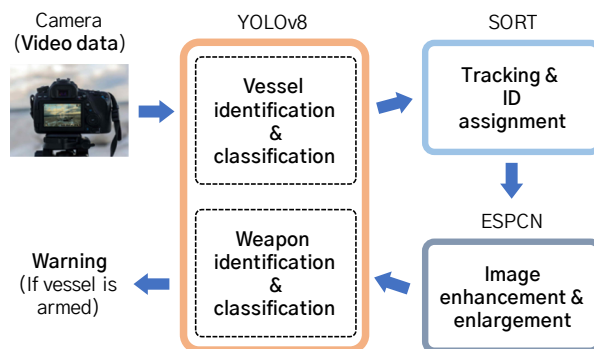 Camera
(Video data)
YOLOv8
Vessel
identification
&
classification
SORT
Tracking &
ID
assignment
ESPCN
Image
enhancement &
enlargement
Weapon
identification
&
classification
Warning
(If vessel is
armed)